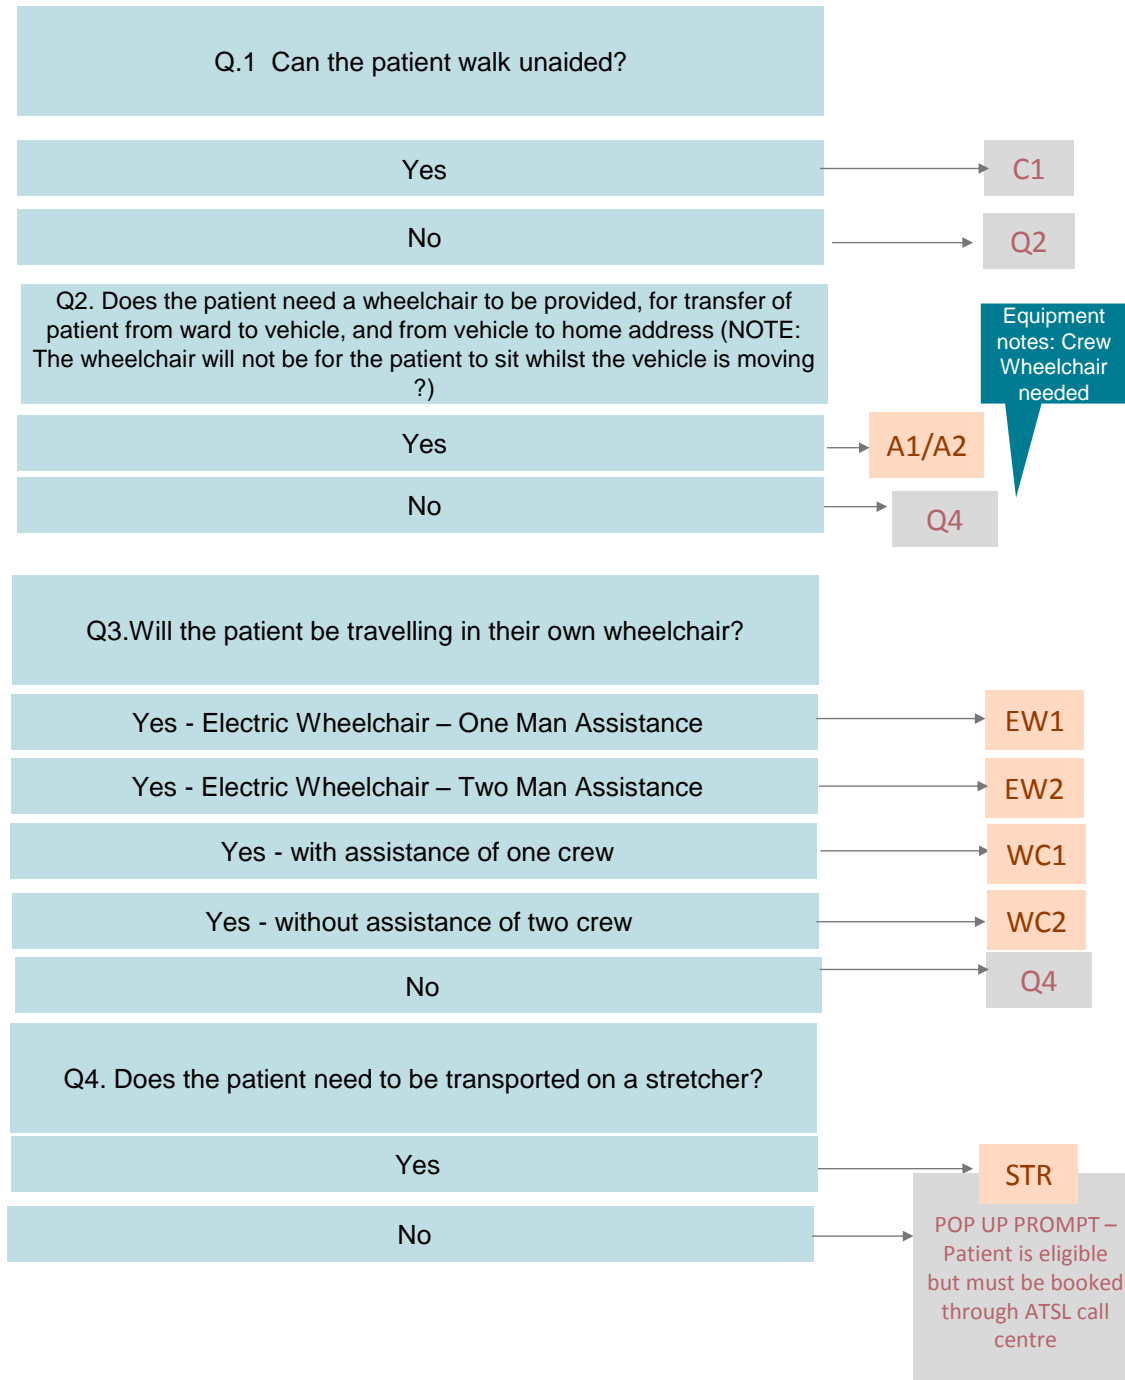 Q.1  Can the patient walk unaided?
Yes
C1
No
Q2
Q2. Does the patient need a wheelchair to be provided, for transfer of
patient from ward to vehicle, and from vehicle to home address (NOTE:
The wheelchair will not be for the patient to sit whilst the vehicle is moving
?)
Equipment
notes: Crew
Wheelchair
needed
Yes
A1/A2
No
Q4
Q3.Will the patient be travelling in their own wheelchair?
Yes - Electric Wheelchair – One Man Assistance
EW1
Yes - Electric Wheelchair – Two Man Assistance
EW2
Yes - with assistance of one crew
WC1
Yes - without assistance of two crew
WC2
No
Q4
Q4. Does the patient need to be transported on a stretcher?
Yes
STR
No
POP UP PROMPT –
Patient is eligible
but must be booked
through ATSL call
centre